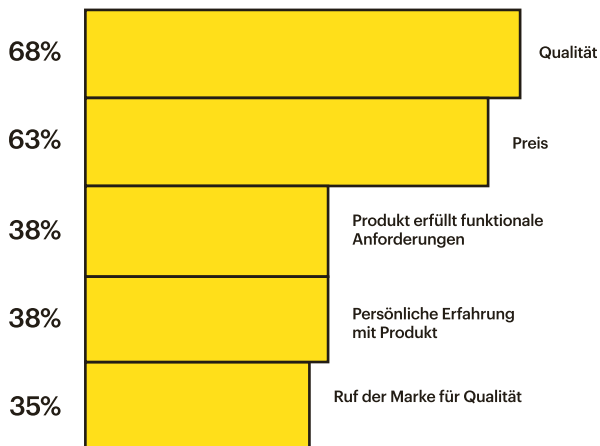 68%
Qualität
63%
Preis
38%
Produkt erfüllt funktionale
Anforderungen
38%
Persönliche Erfahrung
mit Produkt
35%
Ruf der Marke für Qualität